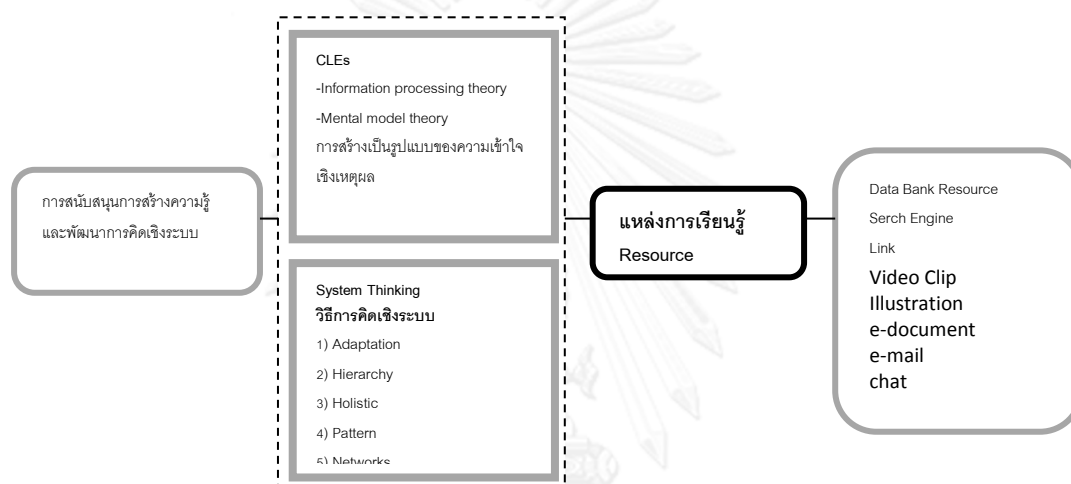 การสนับสนุนการสร้างความรู้
และพัฒนาการคิดเชิงระบบ
CLEs
-Information processing theory
-Mental model theory
การสร้างเป็นรูปแบบของความเข้าใจ
เชิงเหตุผล
System Thinking
วิธีการคิดเชิงระบบ
1) Adaptation
2) Hierarchy
3) Holistic
4) Pattern
5) Networks
แหล่งการเรียนรู้
Resource
Data Bank Resource
Serch Engine
Link
Video Clip
Illustration
e-document
e-mail
chat